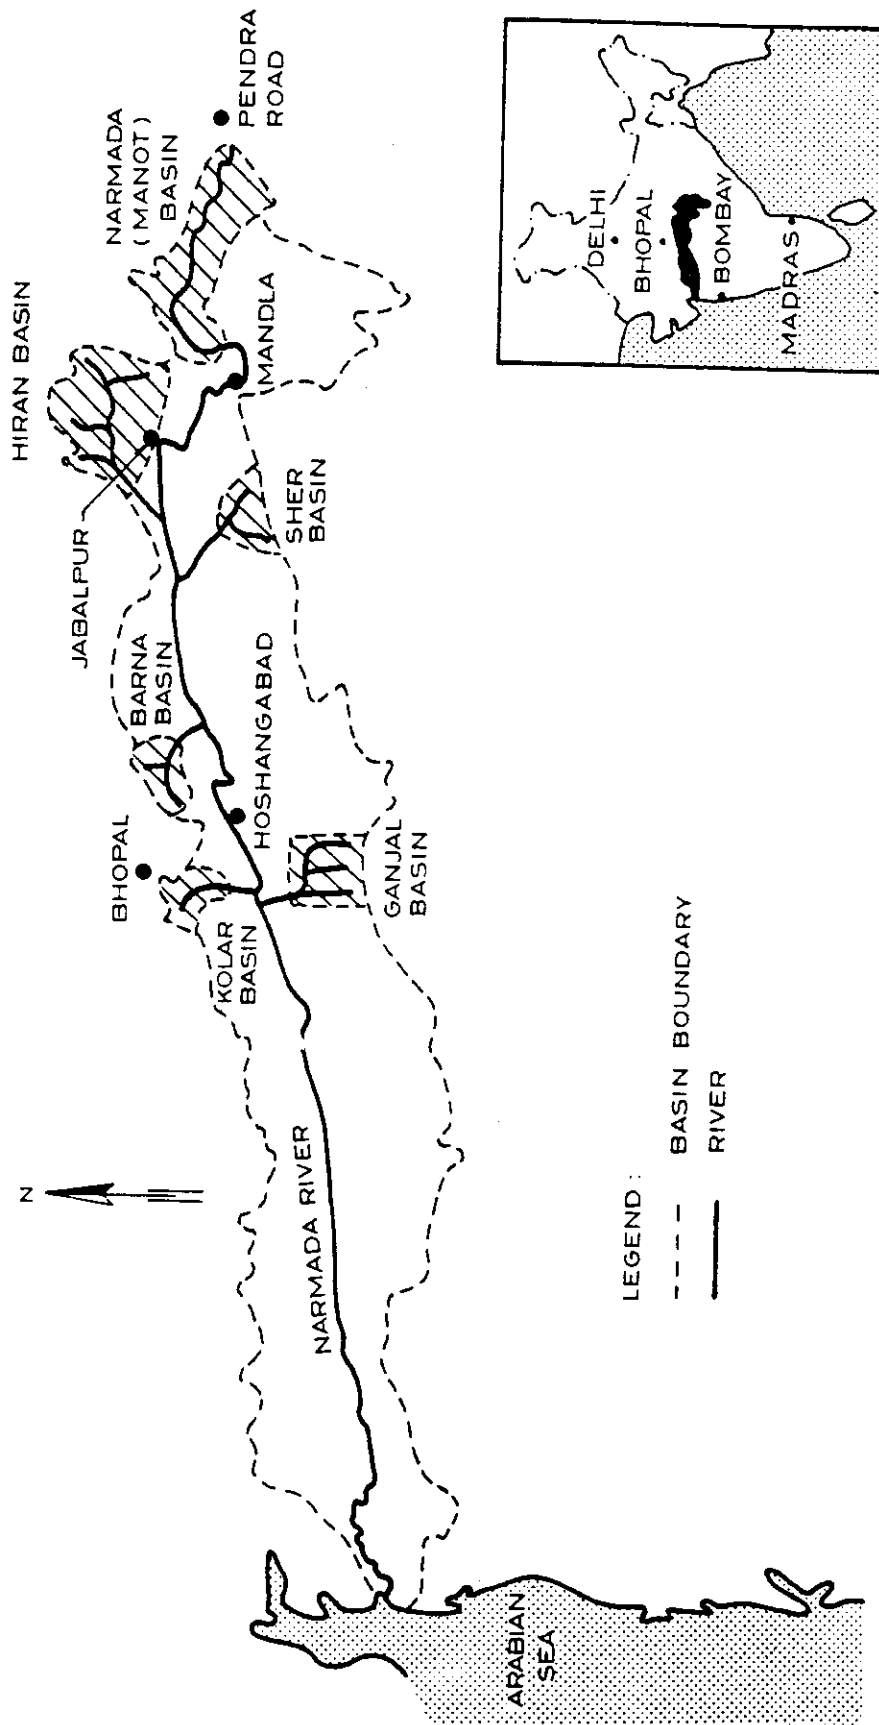 N
HIRAN BASIN
NARMADA
(MANOT)
BASIN
PENDRA
ROAD
JABALPUR
MANDLA
BARNA
BASIN
SHER
BASIN
BHOPAL
HOSHANGABAD
KOLAR
BASIN
GANJAL
BASIN
NARMADA RIVER
ARABIAN
SEA
LEGEND :
BASIN BOUNDARY
RIVER
DELHI
BHOPAL
BOMBAY
MADRAS